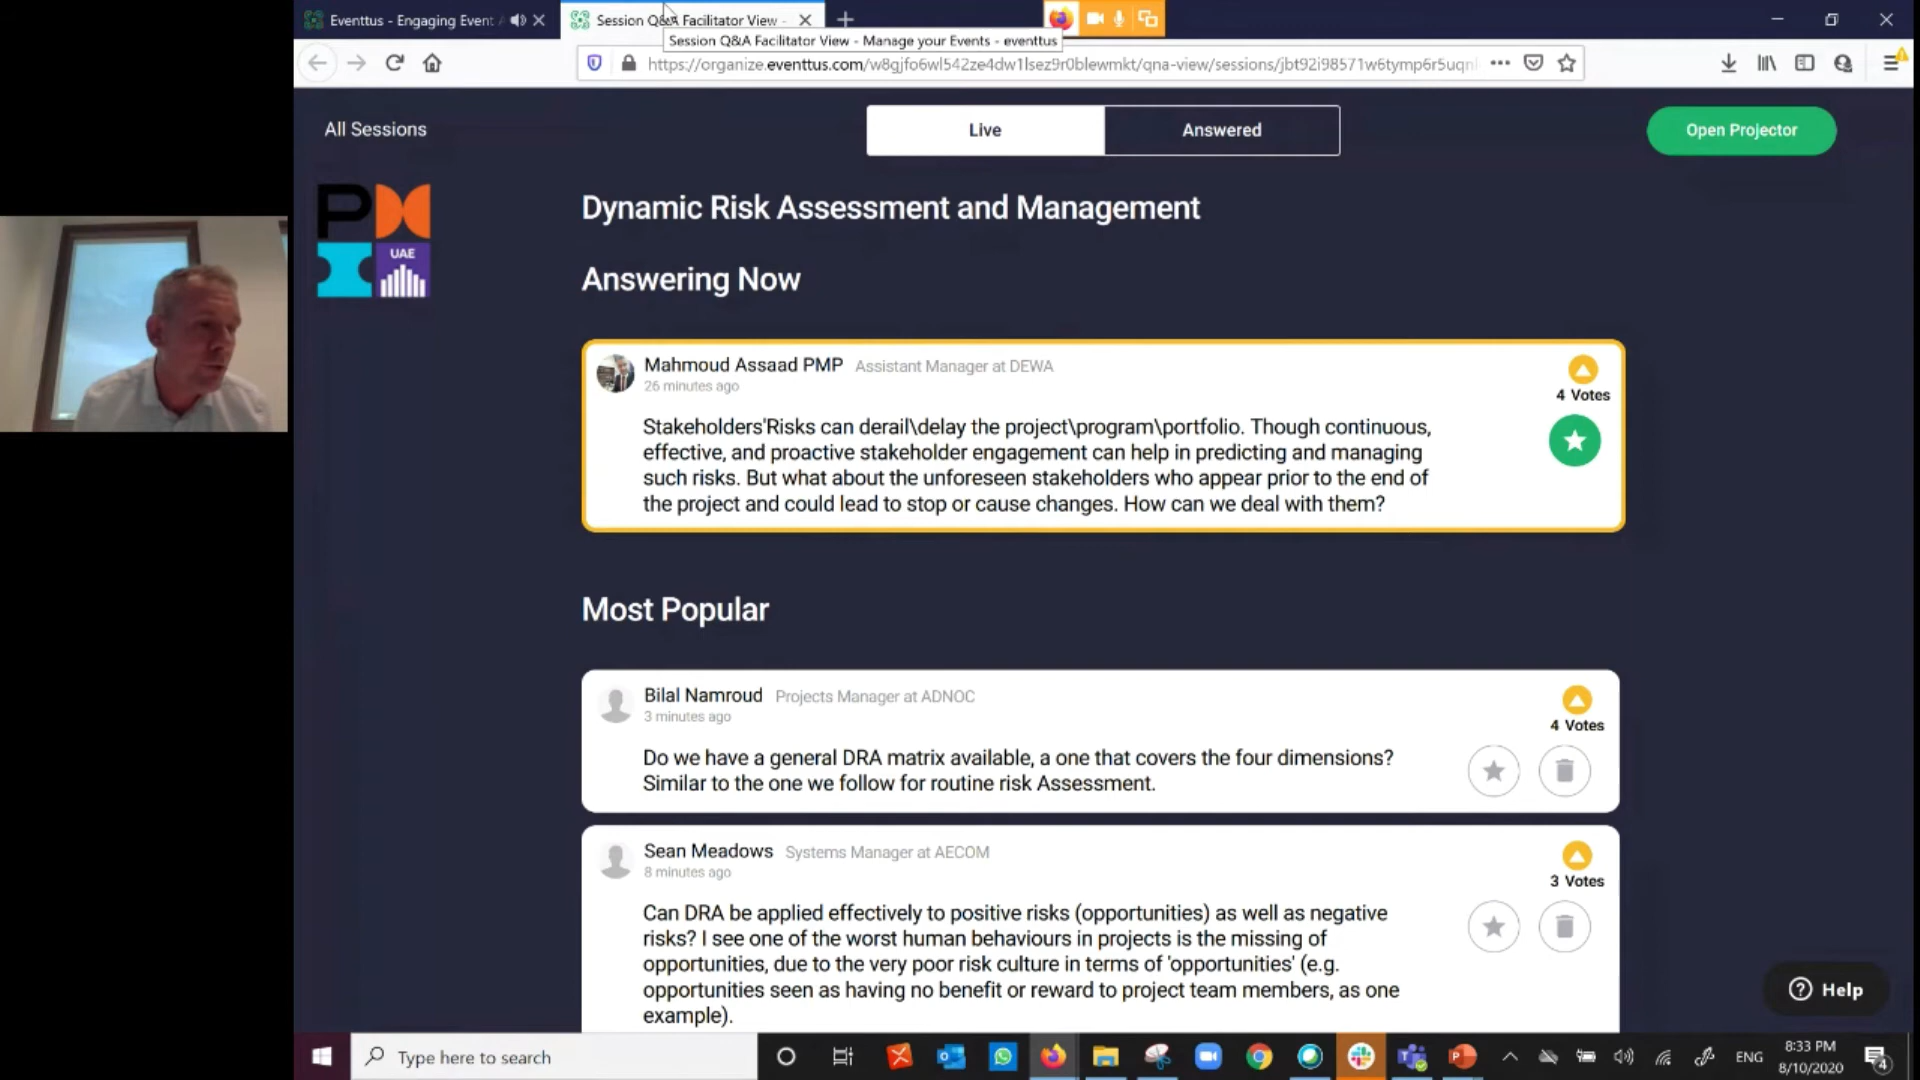 Eventtus - Engaging Event
Session Q&A Facilitator View -
Session Q&A Facilitator View - Manage your Events - eventtus
https://organize.eventtus.com/w8gjfo6wl542ze4dw1lsez9r0blewmkt/qna-view/sessions/jbt92i98571w6tymp6r5uqnl
All Sessions
Live
Answered
Open Projector
UAE
Dynamic Risk Assessment and Management
Answering Now
Mahmoud Assaad PMP Assistant Manager at DEWA
26 minutes ago
4 Votes
Stakeholders'Risks can derail\delay the project\program\portfolio. Though continuous,
effective, and proactive stakeholder engagement can help in predicting and managing
such risks. But what about the unforeseen stakeholders who appear prior to the end of
the project and could lead to stop or cause changes. How can we deal with them?
Most Popular
Bilal Namroud Projects Manager at ADNOC
3 minutes ago
4 Votes
Do we have a general DRA matrix available, a one that covers the four dimensions?
Similar to the one we follow for routine risk Assessment.
Sean Meadows Systems Manager at AECOM
8 minutes ago
3 Votes
Can DRA be applied effectively to positive risks (opportunities) as well as negative
risks? I see one of the worst human behaviours in projects is the missing of
opportunities, due to the very poor risk culture in terms of 'opportunities' (e.g.
opportunities seen as having no benefit or reward to project team members, as one
example).
Help
Type here to search
ENG
8:33 PM
8/10/2020
4